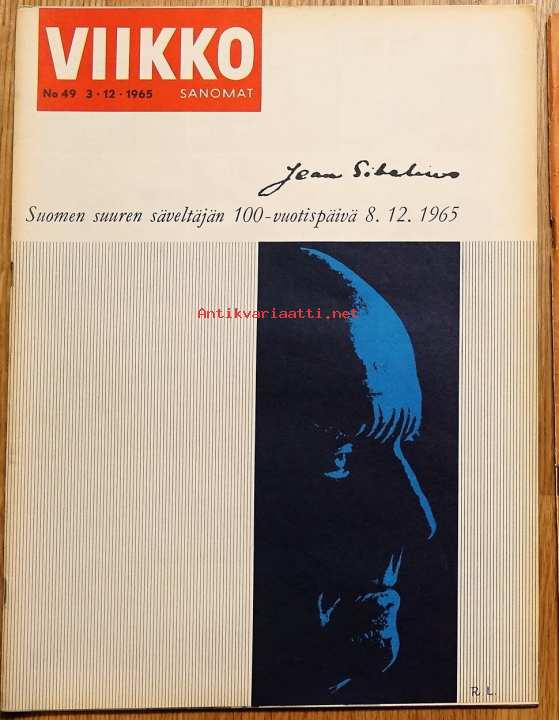 VIIKKO
No 49 3 · 12 · 1965 SANOMAT
Jean Sibelius
Suomen suuren säveltäjän 100-vuotispäivä 8. 12. 1965
Antikvariaatti.net
R L.